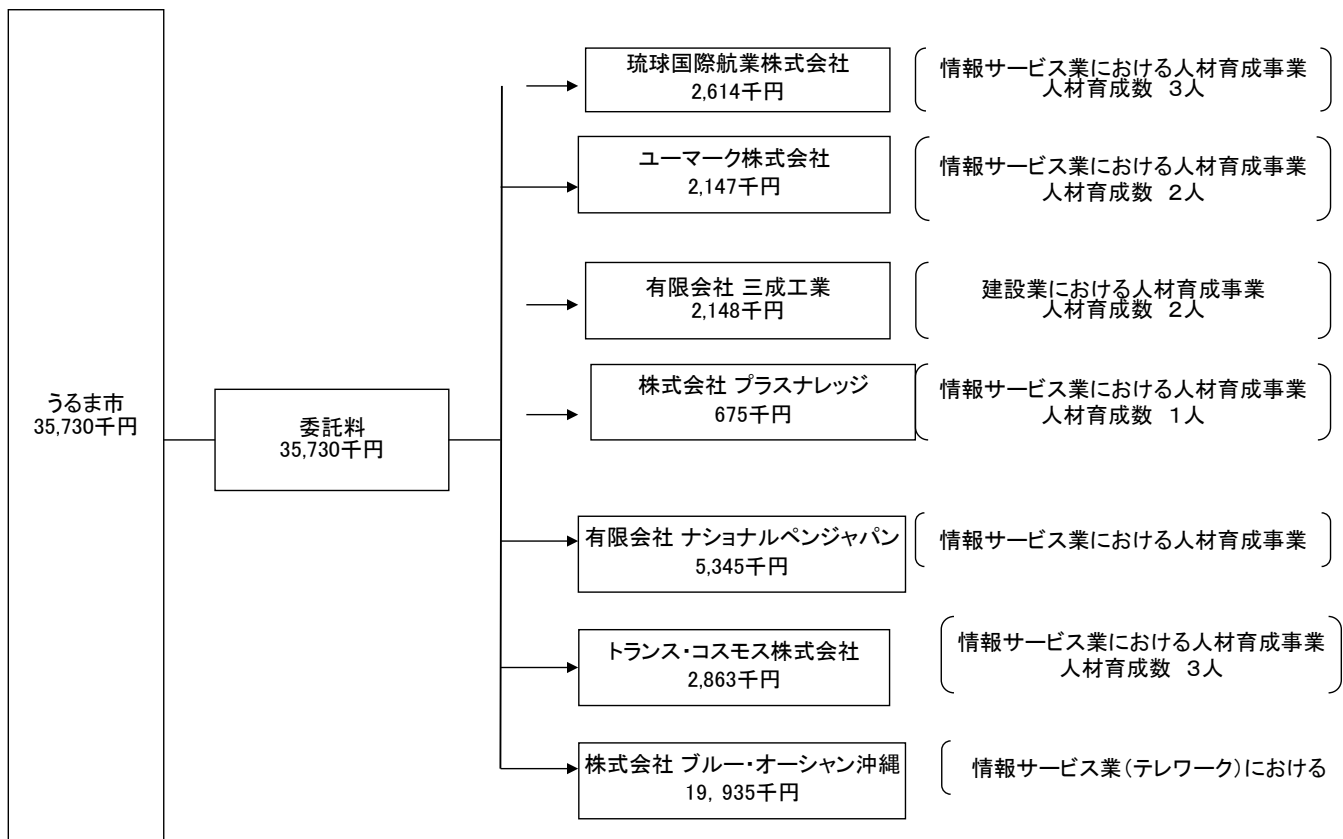 うるま市
35,730千円
委託料
35,730千円
琉球国際航業株式会社
2,614千円
情報サービス業における人材育成事業
人材育成数 3人
ユーマーク株式会社
2,147千円
情報サービス業における人材育成事業
人材育成数 2人
有限会社 三成工業
2,148千円
建設業における人材育成事業
人材育成数 2人
株式会社 プラスナレッジ
675千円
情報サービス業における人材育成事業
人材育成数 1人
有限会社 ナショナルペンジャパン
5,345千円
情報サービス業における人材育成事業
トランス・コスモス株式会社
2,863千円
情報サービス業における人材育成事業
人材育成数 3人
株式会社 ブルー・オーシャン沖縄
19, 935千円
情報サービス業(テレワーク)における